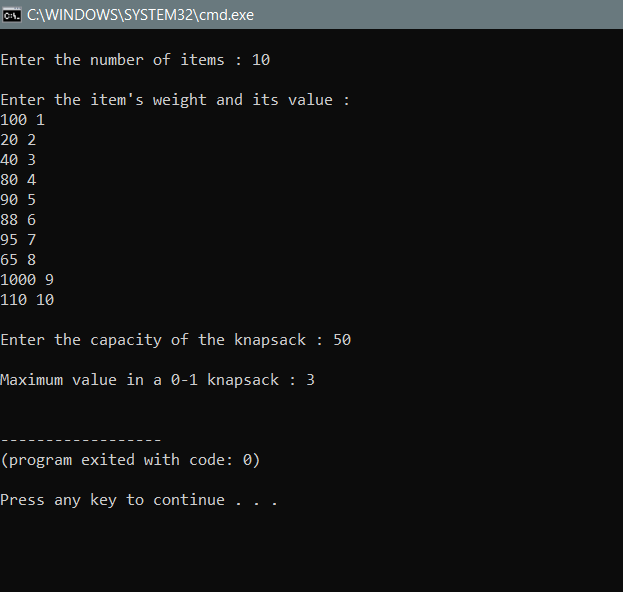 C:\WINDOWS\SYSTEM32\cmd.exe
Enter the number of items : 10
Enter the item's weight and its value :
100 1
20 2
40 3
80 4
90 5
88 6
95 7
65 8
1000 9
110 10
Enter the capacity of the knapsack : 50
Maximum value in a 0-1 knapsack : 3
------------------
(program exited with code: 0)
Press any key to continue . . .